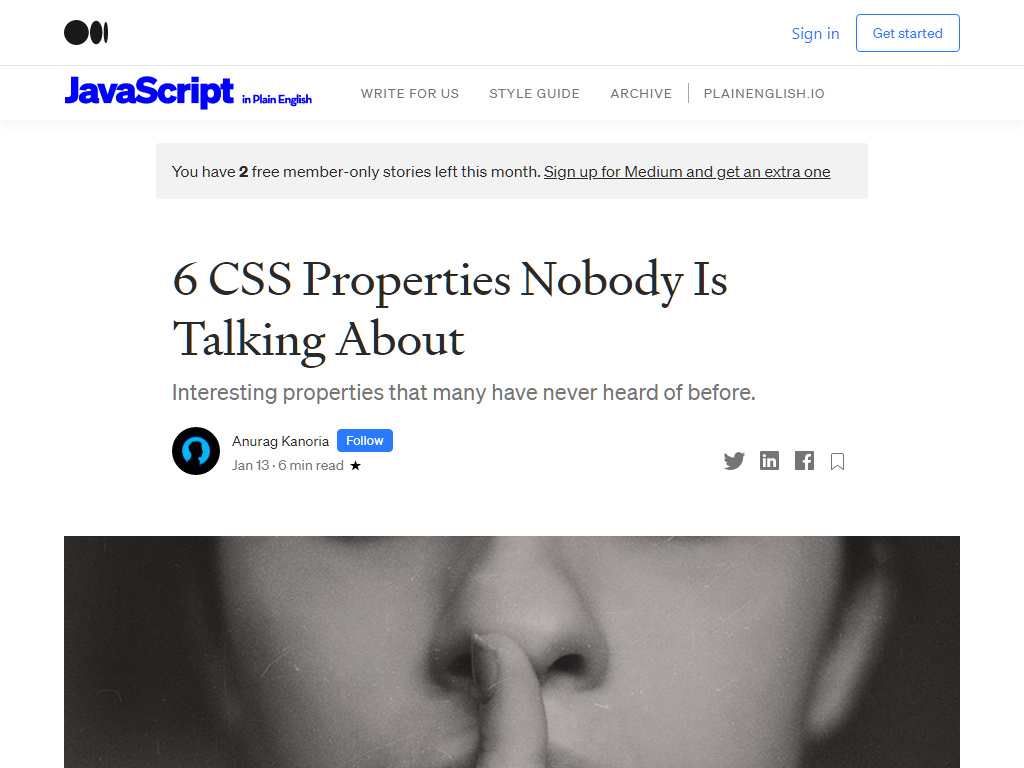 Sign in
Get started
JavaScript in Plain English
WRITE FOR US
STYLE GUIDE
ARCHIVE
PLAINENGLISH.IO
You have 2 free member-only stories left this month. Sign up for Medium and get an extra one
6 CSS Properties Nobody Is
Talking About
Interesting properties that many have never heard of before.
Anurag Kanoria
Follow
Jan 13 · 6 min read ★